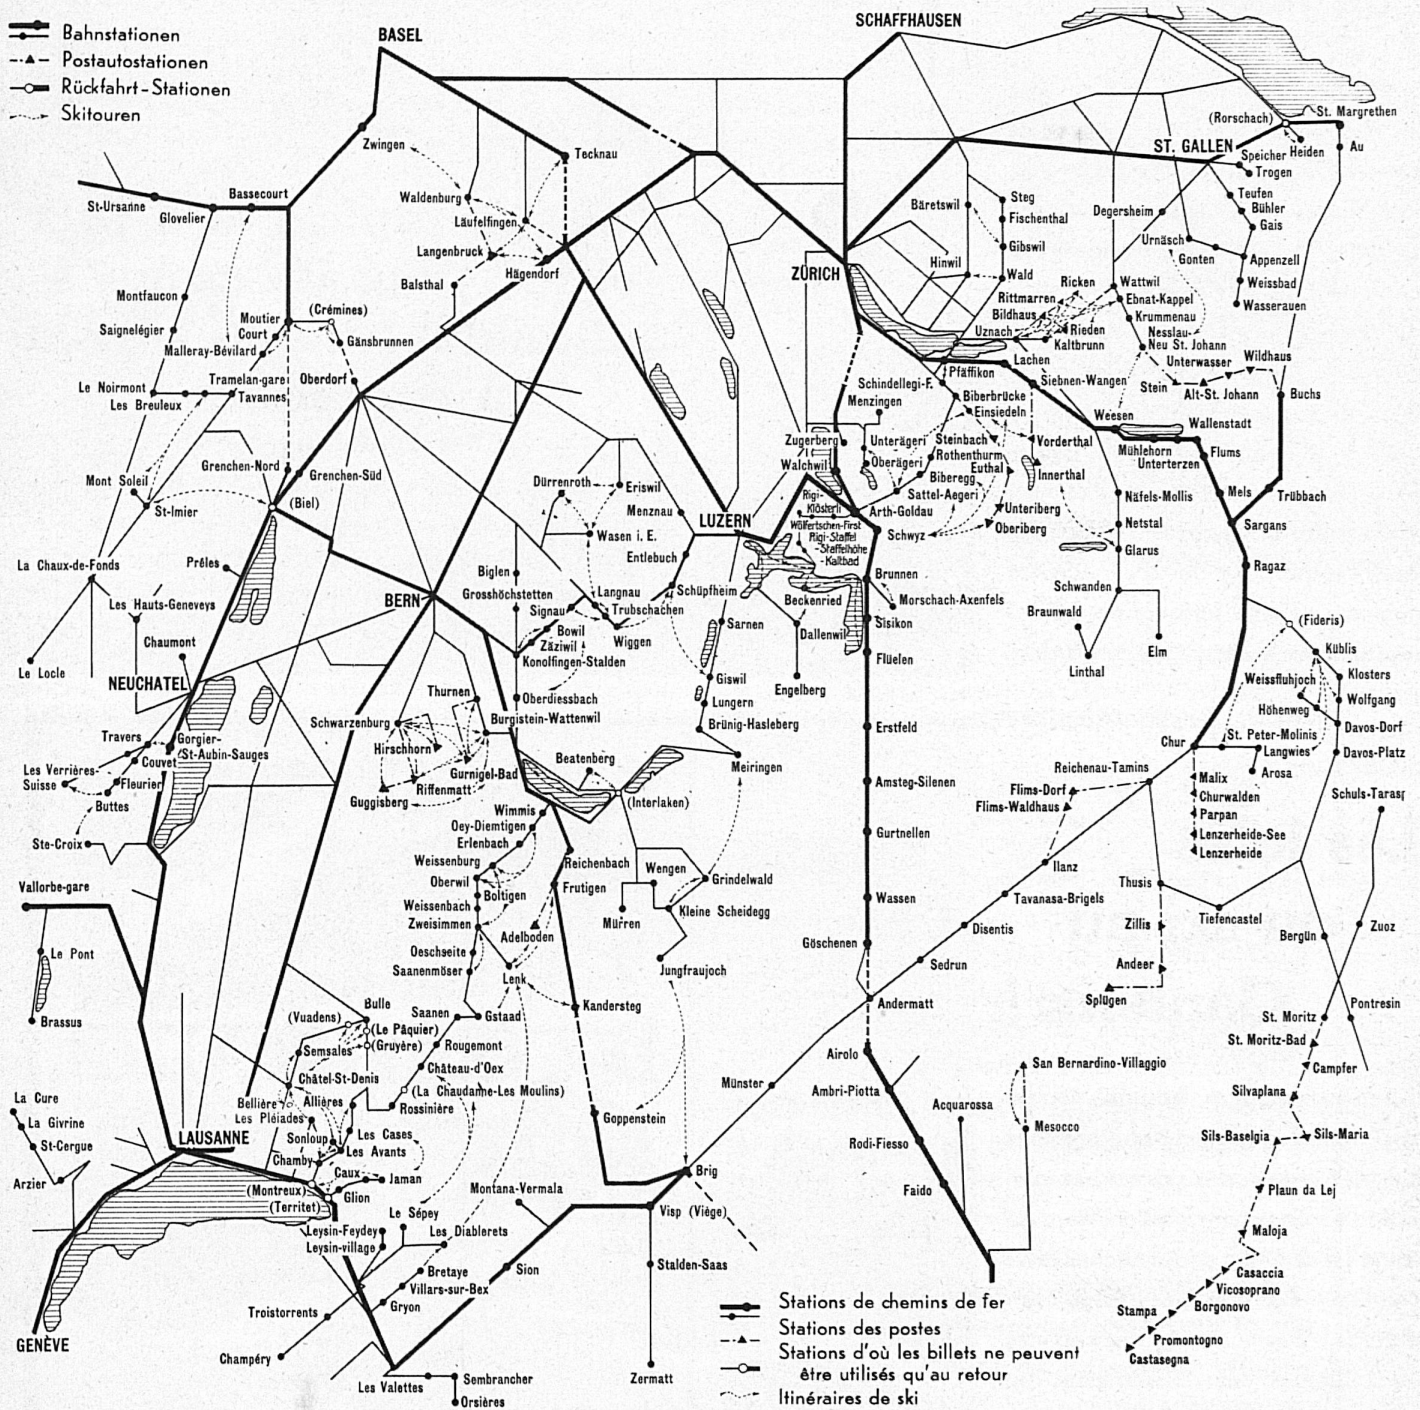 Bahnstationen
Postautostationen
Rückfahrt-Stationen
Skitouren
BASEL
SCHAFFHAUSEN
(Rorschach)
St. Margrethen
ST. GALLEN
Heiden
Au
Speicher
Trogen
Teufen
Bühler
Gais
Appenzell
Weissbad
Wasserauen
Degersheim
Urnäsch
Gonten
Zwingen
Tecknau
Waldenburg
Läufelfingen
Langenbruck
Hägendorf
Balsthal
St-Ursanne
Glovelier
Bassecourt
Montfaucon
Saignelégier
Moutier
(Crémines)
Court
Malleray-Bévilard
Gänsbrunnen
Oberdorf
Le Noirmont
Les Breuleux
Tramelan-gare
Tavannes
Grenchen-Nord
Grenchen-Süd
Mont Soleil
St-Imier
(Biel)
Bäretswil
Steg
Fischenthal
Gibswil
Hinwil
Wald
ZÜRICH
Ricken
Rittmarren
Bildhaus
Uznach
Rieden
Kaltbrunn
Wattwil
Ebnat-Kappel
Krummenau
Nesslau-
Neu St. Johann
Unterwasser
Wildhaus
Stein
Alt-St. Johann
Buchs
Lachen
Pfäffikon
Siebnen-Wangen
Schindellegi-F.
Menzingen
Biberbrücke
Einsiedeln
Weesen
Wallenstadt
Mühlehorn
Unterterzen
Flums
Mels
Trübbach
Sargans
Ragaz
Zugerberg
Walchwil
Unterägeri
Oberägeri
Steinbach
Rothenthurm
Euthal
Biberegg
Sattel-Aegeri
Vorderthal
Innerthal
Unteriberg
Oberiberg
Arth-Goldau
Schwyz
Näfels-Mollis
Netstal
Glarus
Schwanden
Braunwald
Linthal
Elm
Dürrenroth
Eriswil
Menznau
LUZERN
Wasen i. E.
Entlebuch
Rigi-
Klösterli
Wölfertschen-First
Rigi-Staffel
-Staffelhöhe
-Kaltbad
Brunnen
Morschach-Axenfels
Beckenried
Sisikon
Dallenwil
Flüelen
Engelberg
Erstfeld
Amsteg-Silenen
Gurtnellen
Wassen
Göschenen
Andermatt
La Chaux-de-Fonds
Prêles
Les Hauts-Geneveys
Chaumont
Le Locle
NEUCHATEL
BERN
Biglen
Grosshöchstetten
Signau
Langnau
Trubschachen
Schüpfheim
Bowil
Zäziwil
Wiggen
Konolfingen-Stalden
Sarnen
Giswil
Lungern
Brünig-Hasleberg
Meiringen
Thurnen
Oberdiessbach
Burgistein-Wattenwil
Schwarzenburg
Hirschhorn
Gurnigel-Bad
Riffenmatt
Guggisberg
Beatenberg
(Interlaken)
Travers
Gorgier-
St-Aubin-Sauges
Couvet
Les Verrières-
Suisse
Fleurier
Buttes
Ste-Croix
Wimmis
Oey-Diemtigen
Erlenbach
Weissenburg
Oberwil
Boltigen
Weissenbach
Zweisimmen
Oeschseite
Saanenmöser
Reichenbach
Frutigen
Adelboden
Lenk
Kandersteg
Wengen
Mürren
Grindelwald
Kleine Scheidegg
Jungfraujoch
Vallorbe-gare
Le Pont
Brassus
Bulle
(Vuadens)
(Le Pâquier)
(Gruyère)
Semsales
Châtel-St-Denis
Saanen
Gstaad
Rougemont
Château-d'Oex
(La Chaudanne-Les Moulins)
Rossinière
Bellière
Allières
Les Pléiades
Sonloup
Les Cases
Les Avants
Chamby
Caux
Jaman
(Montreux)
Glion
(Territet)
LAUSANNE
La Cure
La Givrine
St-Cergue
Arzier
GENÈVE
Leysin-Feydey
Leysin-village
Le Sépey
Les Diablerets
Bretaye
Villars-sur-Bex
Gryon
Troistorrents
Champéry
Les Valettes
Sembrancher
Orsières
Montana-Vermala
Sion
Goppenstein
Brig
Visp (Viège)
Stalden-Saas
Zermatt
(Fideris)
Küblis
Klosters
Weissfluhjoch
Wolfgang
Höhenweg
Davos-Dorf
Davos-Platz
Chur
St. Peter-Molinis
Langwies
Arosa
Reichenau-Tamins
Malix
Churwalden
Parpan
Lenzerheide-See
Lenzerheide
Flims-Dorf
Flims-Waldhaus
Ilanz
Tavanasa-Brigels
Disentis
Sedrun
Thusis
Zillis
Andeer
Splügen
Tiefencastel
Schuls-Tarasp
Zuoz
Bergün
Pontresin
St. Moritz
St. Moritz-Bad
Campfer
Silvaplana
Sils-Baselgia
Sils-Maria
Plaun da Lej
Maloja
Casaccia
Vicosoprano
Borgonovo
Stampa
Promontogno
Castasegna
Airolo
Ambri-Piotta
Münster
Rodi-Fiesso
Faido
Acquarossa
San Bernardino-Villaggio
Mesocco
Stations de chemins de fer
Stations des postes
Stations d'où les billets ne peuvent
être utilisés qu'au retour
Itinéraires de ski